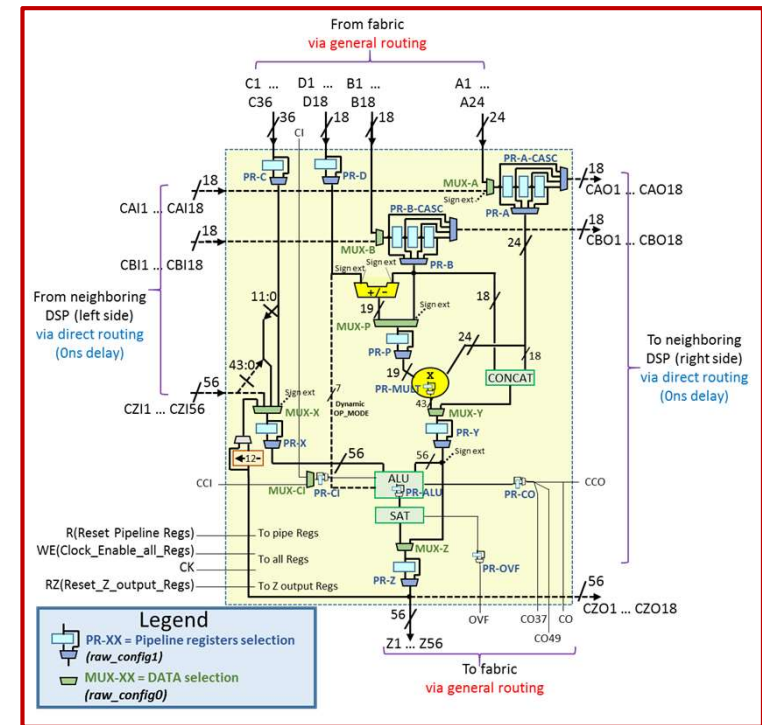 From fabric
via general routing
C1 ... D1 ... B1 ... A1 ...
C36 D18 B18 A24
36 18 18 24
CI
PR-C PR-D
PR-A-CASC
18
MUX-A
CAO1 ... CAO18
18
CAI1 ... CAI18
Sign ext
PR-A
PR-B-CASC
18
CBO1 ... CBO18
18
CBI1 ... CBI18
MUX-B
Sign ext
Sign ext
PR-B
24
From neighboring
DSP (left side)
via direct routing
(0ns delay)
11:0
+/-
18
19
Sign ext
MUX-P
To neighboring
DSP (right side)
via direct routing
(0ns delay)
43:0
PR-P
24
18
19
X
PR-MULT
CONCAT
56
CZI1 ... CZI56
Sign ext
MUX-X
7
Dynamic
OP_MODE
43
MUX-Y
PR-X
PR-Y
12
56
56
Sign ext
CCI
MUX-CI
PR-CI
ALU
PR-ALU
PR-CO
CCO
SAT
R(Reset Pipeline Regs)
To pipe Regs
WE(Clock_Enable_all_Regs)
To all Regs
CK
MUX-Z
RZ(Reset_Z_output_Regs)
To Z output Regs
PR-Z
PR-OVF
56
CZO1 ... CZO18
56
OVF
CO37
CO49
CO
Z1 ... Z56
To fabric
via general routing
Legend
PR-XX = Pipeline registers selection
(raw_config1)
MUX-XX = DATA selection
(raw_config0)